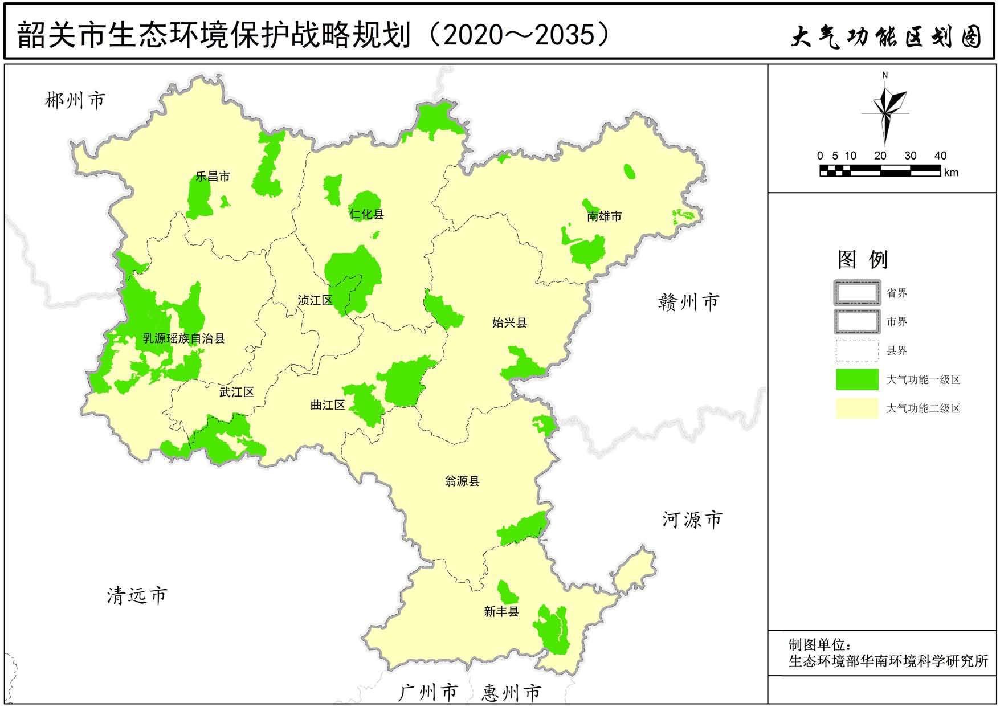 韶关市生态环境保护战略规划（2020～2035）
大气功能区划图
郴州市
乐昌市
仁化县
南雄市
浈江区
赣州市
始兴县
乳源瑶族自治县
武江区
曲江区
翁源县
河源市
清远市
新丰县
广州市
惠州市
N
0 5 10 20 30 40
km
图 例
省界
市界
县界
大气功能一级区
大气功能二级区
制图单位：
生态环境部华南环境科学研究所